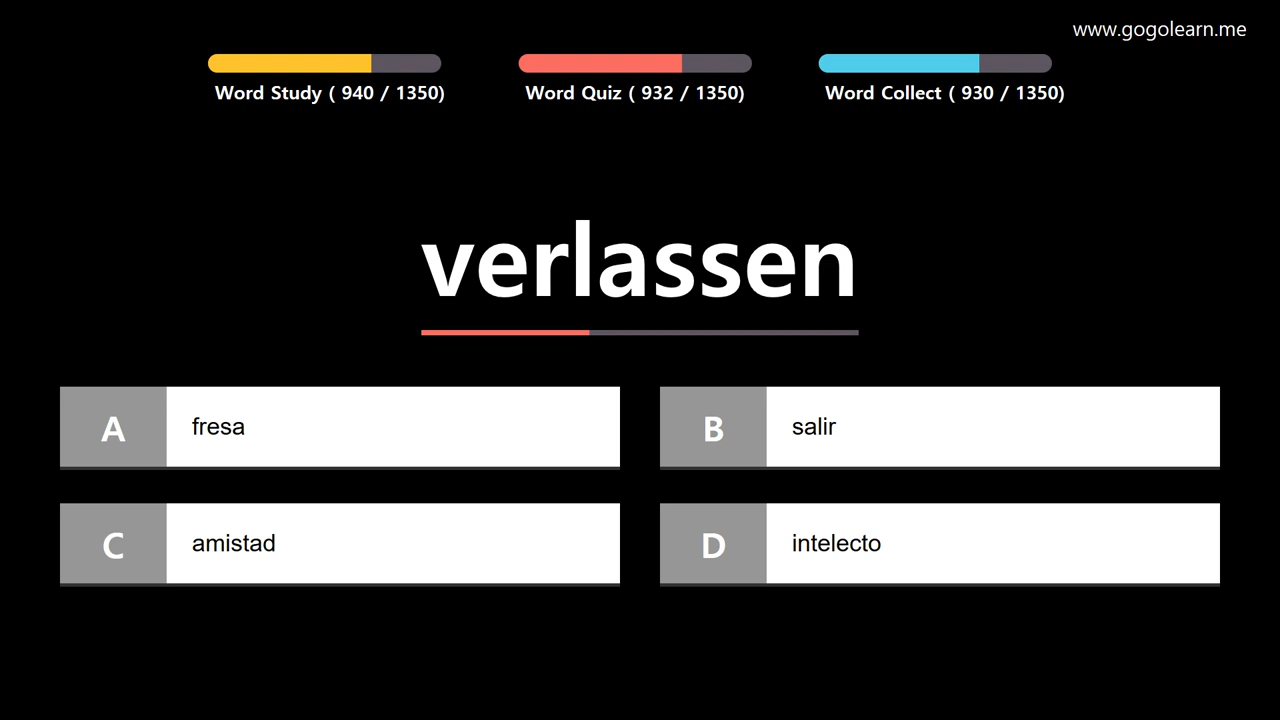 www.gogolearn.me
Word Study ( 940 / 1350)
Word Quiz ( 932 / 1350)
Word Collect ( 930 / 1350)
verlassen
A
fresa
B
salir
C
amistad
D
intelecto